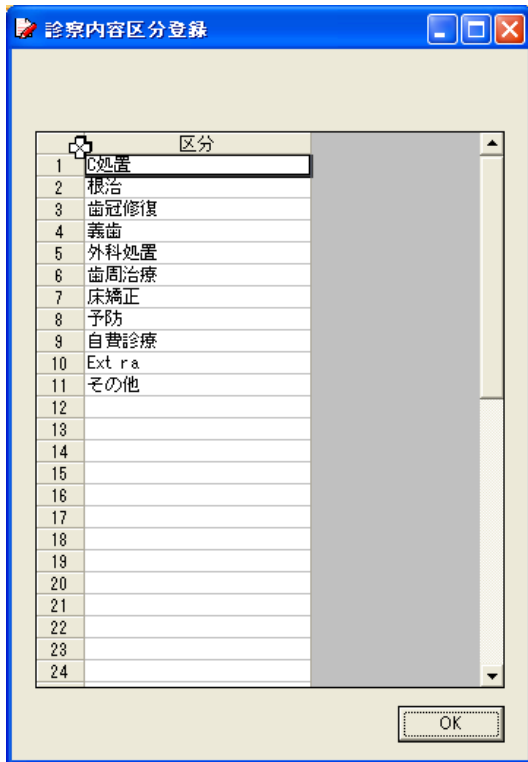 診察内容区分登録
区分
1 C処置
2 根治
3 歯冠修復
4 義歯
5 外科処置
6 歯周治療
7 床矯正
8 予防
9 自費診療
10 Ext ra
11 その他
12
13
14
15
16
17
18
19
20
21
22
23
24
OK